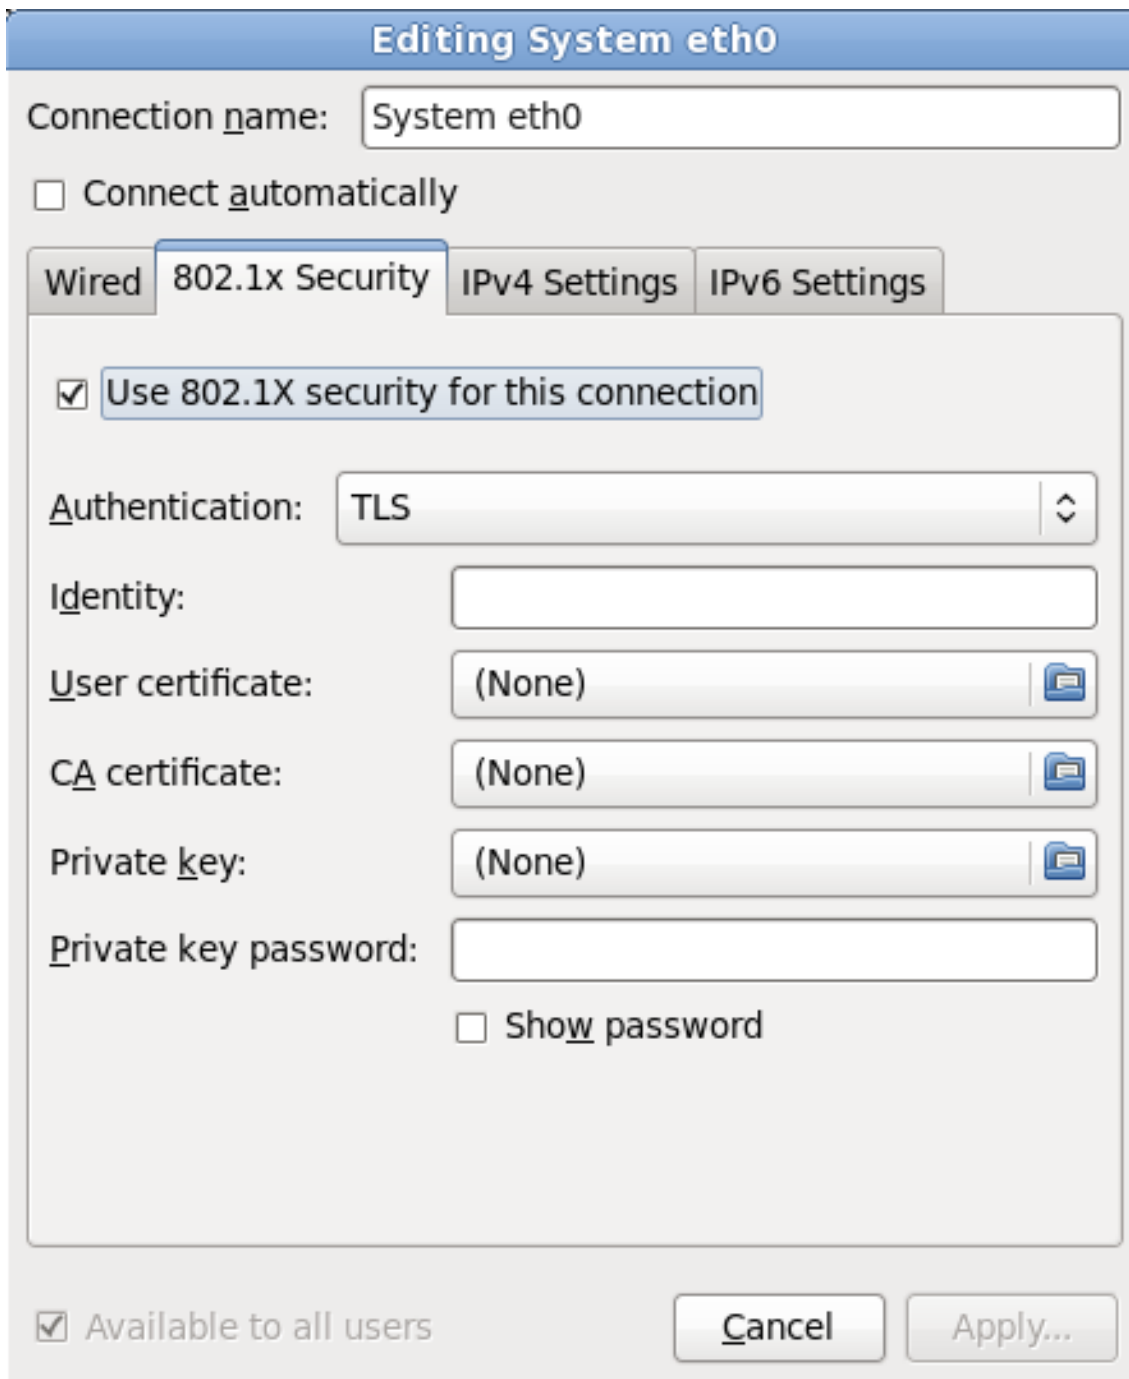 Editing System eth0
Connection name: System eth0
Connect automatically
Wired 802.1x Security IPv4 Settings IPv6 Settings
Use 802.1X security for this connection
Authentication: TLS
Identity:
User certificate: (None)
CA certificate: (None)
Private key: (None)
Private key password:
Show password
Available to all users Cancel Apply...